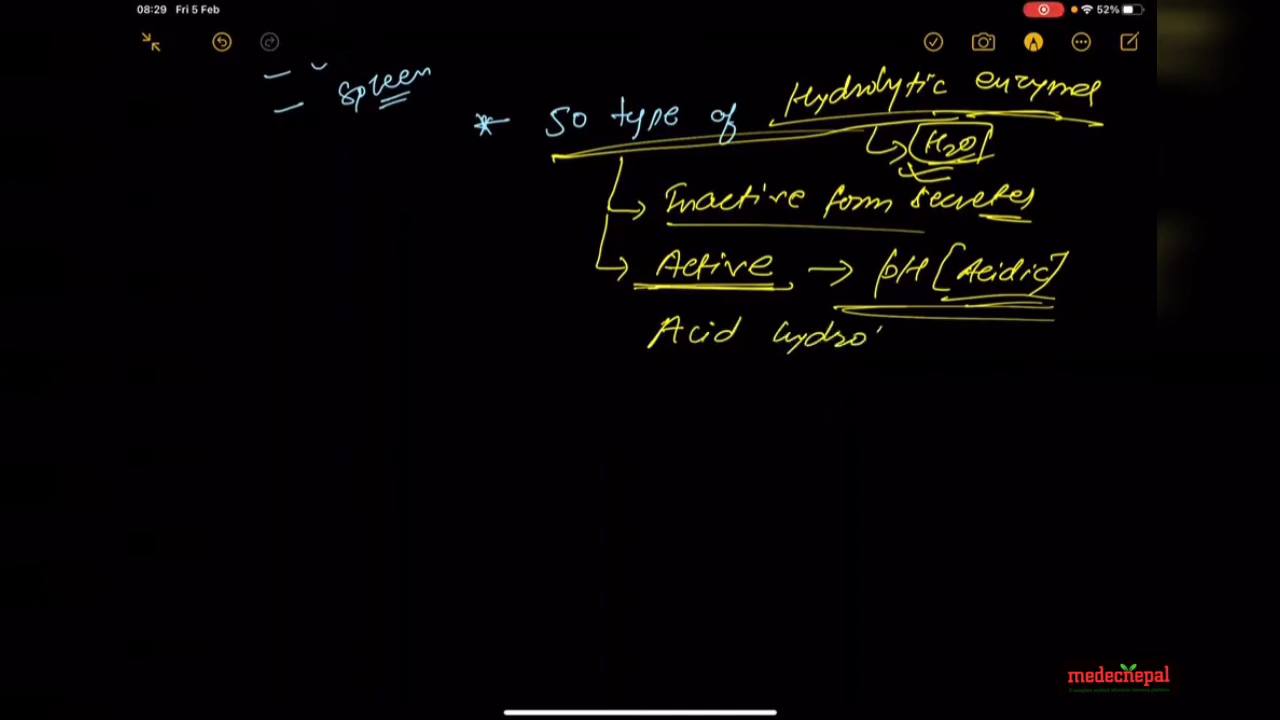 08:29 Fri 5 Feb
52%
- spleen
* 50 type of Hydrolytic enzymes
↳ [H2O]
↳ Inactive form secretes
↳ Active → pH [Acidic]
Acid hydro
medecnepal